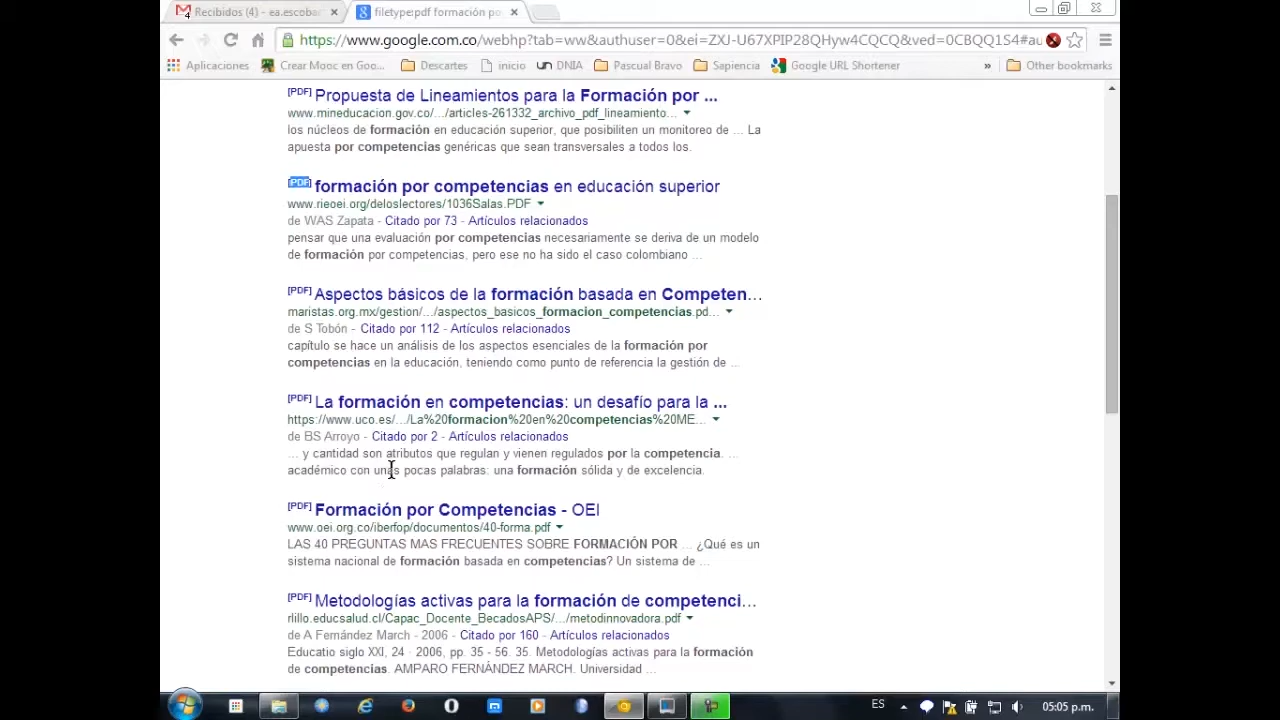 Recibidos (4) - ea.escobar
filetype:pdf formación po
https://www.google.com.co/webhp?tab=ww&authuser=0&ei=ZXJ-U67XPIP28QHyw4CQCQ&ved=0CBQQ1S4#au
Aplicaciones Crear Mooc en Goo... Descartes inicio DNIA Pascual Bravo Sapiencia Google URL Shortener » Other bookmarks
[PDF] Propuesta de Lineamientos para la Formación por ...
www.mineducacion.gov.co/.../articles-261332_archivo_pdf_lineamiento...
los núcleos de formación en educación superior, que posibiliten un monitoreo de ... La
apuesta por competencias genéricas que sean transversales a todos los.
[PDF] formación por competencias en educación superior
www.rieoei.org/deloslectores/1036Salas.PDF
de WAS Zapata - Citado por 73 - Artículos relacionados
pensar que una evaluación por competencias necesariamente se deriva de un modelo
de formación por competencias, pero ese no ha sido el caso colombiano ...
[PDF] Aspectos básicos de la formación basada en Competen...
maristas.org.mx/gestion/.../aspectos_basicos_formacion_competencias.pd...
de S Tobón - Citado por 112 - Artículos relacionados
capítulo se hace un análisis de los aspectos esenciales de la formación por
competencias en la educación, teniendo como punto de referencia la gestión de ...
[PDF] La formación en competencias: un desafío para la ...
https://www.uco.es/.../La%20formacion%20en%20competencias%20ME...
de BS Arroyo - Citado por 2 - Artículos relacionados
... y cantidad son atributos que regulan y vienen regulados por la competencia. ...
académico con unas pocas palabras: una formación sólida y de excelencia.
[PDF] Formación por Competencias - OEI
www.oei.org.co/iberfop/documentos/40-forma.pdf
LAS 40 PREGUNTAS MAS FRECUENTES SOBRE FORMACIÓN POR ... ¿Qué es un
sistema nacional de formación basada en competencias? Un sistema de ...
[PDF] Metodologías activas para la formación de competenci...
rlillo.educsalud.cl/Capac_Docente_BecadosAPS/.../metodinnovadora.pdf
de A Fernández March - 2006 - Citado por 160 - Artículos relacionados
Educatio siglo XXI, 24 · 2006, pp. 35 - 56. 35. Metodologías activas para la formación
de competencias. AMPARO FERNÁNDEZ MARCH. Universidad ...
ES 05:05 p.m.